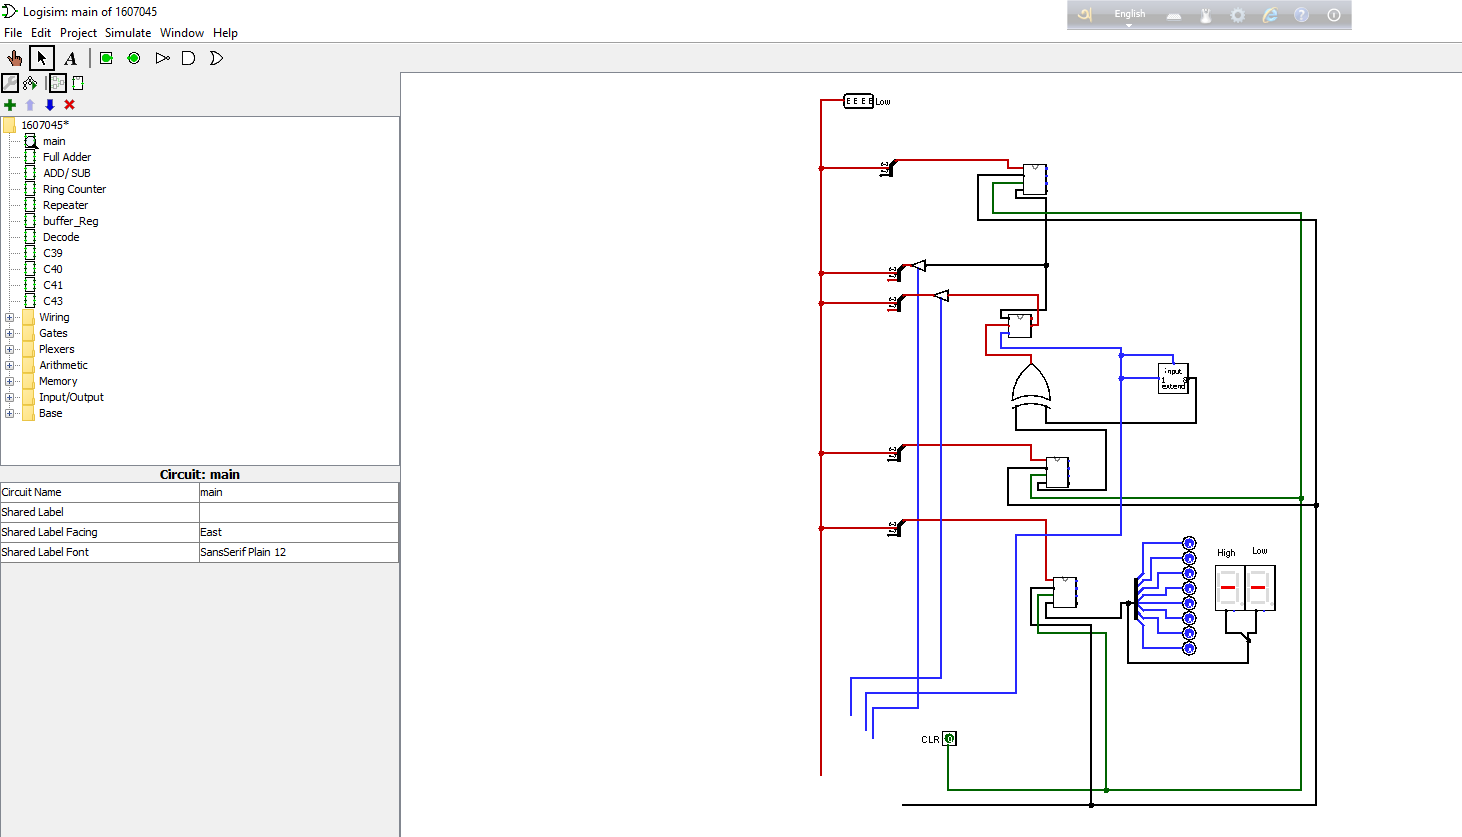 Logisim: main of 1607045
অ English
File Edit Project Simulate Window Help
A
1607045*
main
Full Adder
ADD/ SUB
Ring Counter
Repeater
buffer_Reg
Decode
C39
C40
C41
C43
Wiring
Gates
Plexers
Arithmetic
Memory
Input/Output
Base
Circuit: main
Circuit Name main
Shared Label
Shared Label Facing East
Shared Label Font SansSerif Plain 12
E E E E Low
input
1 8
extend
High Low
CLR 0